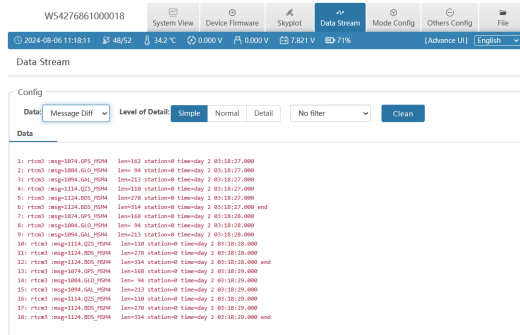 W54276861000018
System View
Device Firmware
Skyplot
Data Stream
Mode Config
Others Config
File
2024-08-06 11:18:11 48/52 34.2 ℃ 0.000 V 0.000 V 7.821 V 71% [Advance UI] English
Data Stream
Config
Data: Message Diff Level of Detail: Simple Normal Detail No filter Clean
Data
1: rtcm3 :msg=1074.GPS_MSM4 len=162 station=0 time=day 2 03:18:27.000
2: rtcm3 :msg=1084.GLO_MSM4 len= 94 station=0 time=day 2 03:18:27.000
3: rtcm3 :msg=1094.GAL_MSM4 len=213 station=0 time=day 2 03:18:27.000
4: rtcm3 :msg=1114.QZS_MSM4 len=110 station=0 time=day 2 03:18:27.000
5: rtcm3 :msg=1124.BDS_MSM4 len=278 station=0 time=day 2 03:18:27.000
6: rtcm3 :msg=1124.BDS_MSM4 len=314 station=0 time=day 2 03:18:27.000 end
7: rtcm3 :msg=1074.GPS_MSM4 len=168 station=0 time=day 2 03:18:28.000
8: rtcm3 :msg=1084.GLO_MSM4 len= 94 station=0 time=day 2 03:18:28.000
9: rtcm3 :msg=1094.GAL_MSM4 len=213 station=0 time=day 2 03:18:28.000
10: rtcm3 :msg=1114.QZS_MSM4 len=110 station=0 time=day 2 03:18:28.000
11: rtcm3 :msg=1124.BDS_MSM4 len=278 station=0 time=day 2 03:18:28.000
12: rtcm3 :msg=1124.BDS_MSM4 len=314 station=0 time=day 2 03:18:28.000 end
13: rtcm3 :msg=1074.GPS_MSM4 len=168 station=0 time=day 2 03:18:29.000
14: rtcm3 :msg=1084.GLO_MSM4 len= 94 station=0 time=day 2 03:18:29.000
15: rtcm3 :msg=1094.GAL_MSM4 len=213 station=0 time=day 2 03:18:29.000
16: rtcm3 :msg=1114.QZS_MSM4 len=110 station=0 time=day 2 03:18:29.000
17: rtcm3 :msg=1124.BDS_MSM4 len=278 station=0 time=day 2 03:18:29.000
18: rtcm3 :msg=1124.BDS_MSM4 len=314 station=0 time=day 2 03:18:29.000 end